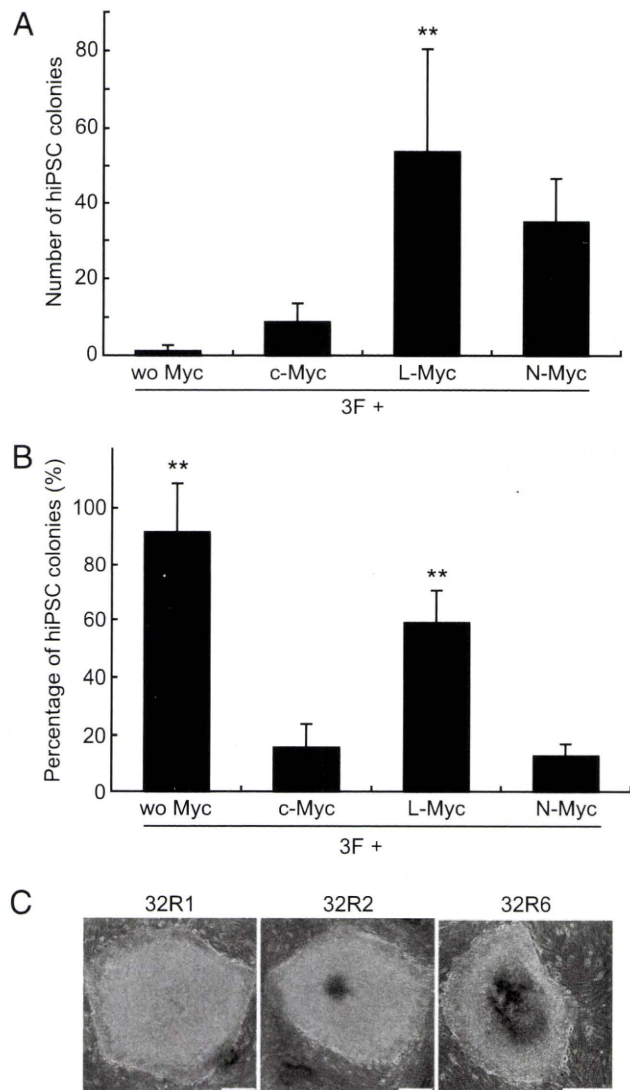 A
Number of hiPSC colonies
80
60
40
20
0
**
wo Myc
c-Myc
L-Myc
N-Myc
3F +
B
Percentage of hiPSC colonies (%)
100
80
60
40
20
0
**
**
wo Myc
c-Myc
L-Myc
N-Myc
3F +
C
32R1
32R2
32R6